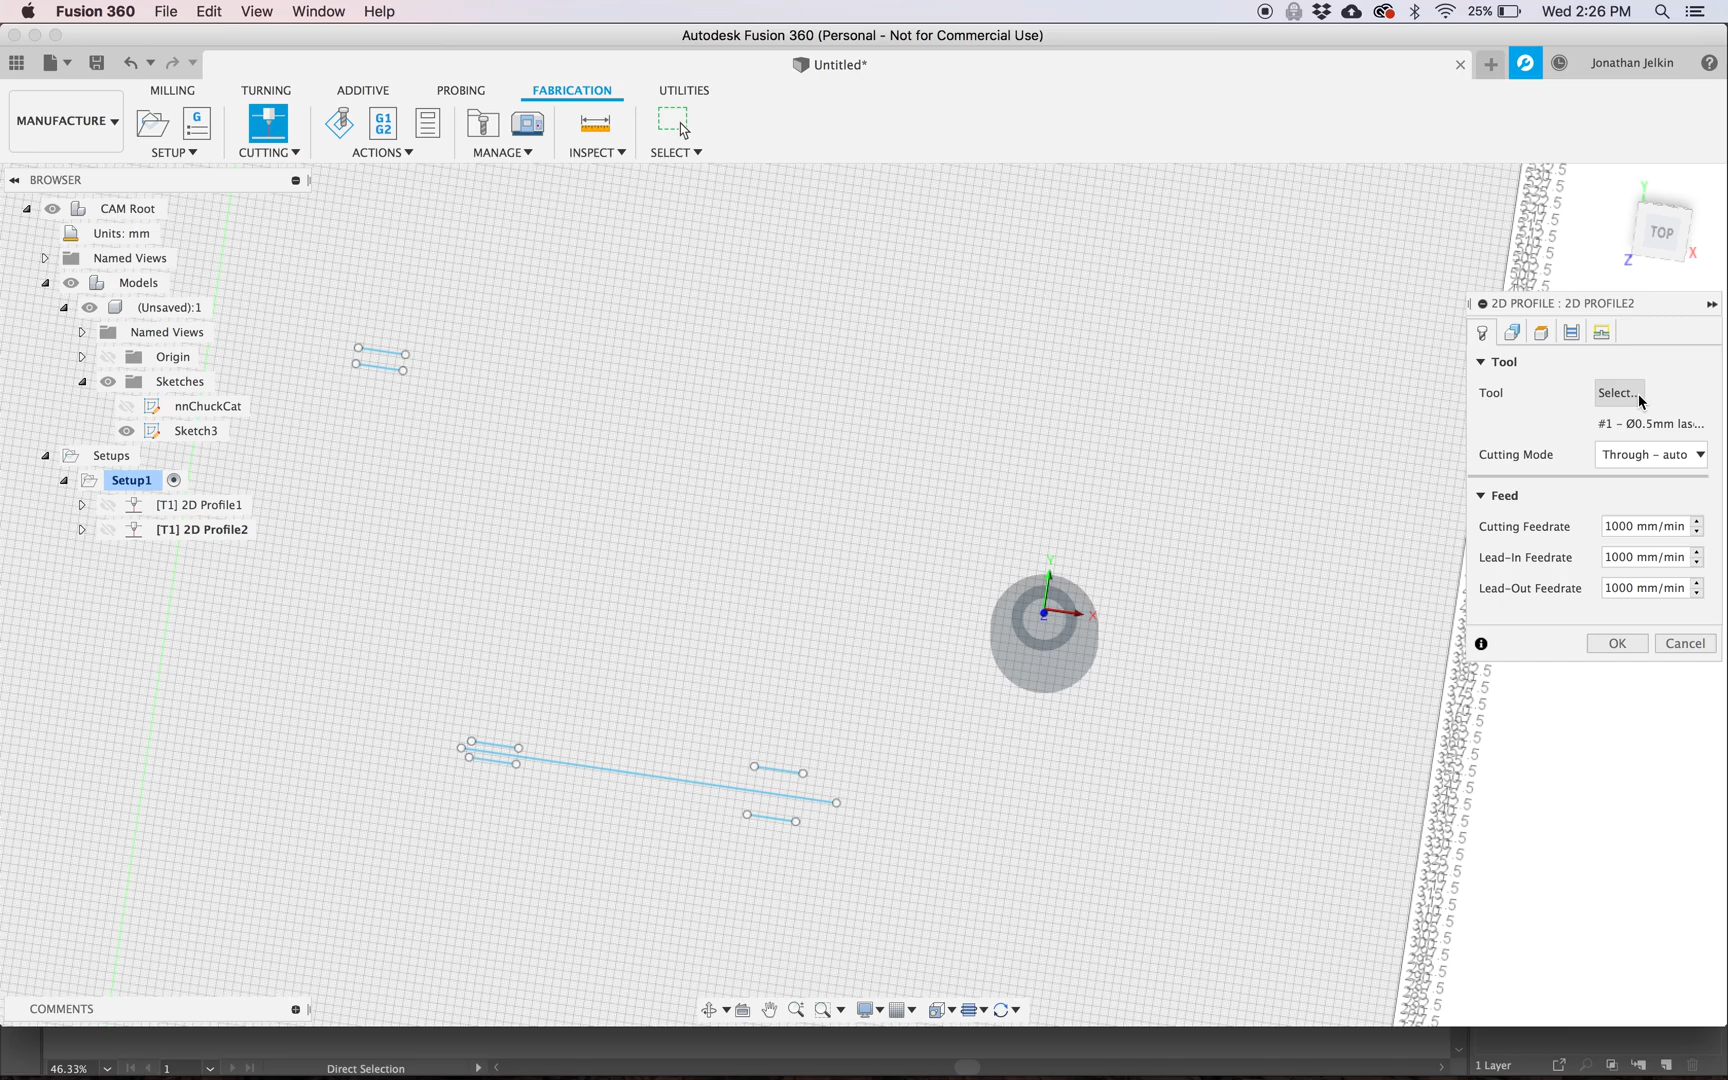 Fusion 360 File Edit View Window Help 25% Wed 2:26 PM
Autodesk Fusion 360 (Personal - Not for Commercial Use)
Untitled* Jonathan Jelkin
MILLING TURNING ADDITIVE PROBING FABRICATION UTILITIES
MANUFACTURE
G G1 G2
SETUP CUTTING ACTIONS MANAGE INSPECT SELECT
BROWSER
CAM Root
Units: mm
Named Views
Models
(Unsaved):1
Named Views
Origin
Sketches
nnChuckCat
Sketch3
Setups
Setup1
[T1] 2D Profile1
[T1] 2D Profile2
Y
TOP
X
Z
2D PROFILE : 2D PROFILE2
Tool
Tool Select...
#1 - Ø0.5mm las...
Cutting Mode Through - auto
Feed
Cutting Feedrate 1000 mm/min
Lead-In Feedrate 1000 mm/min
Lead-Out Feedrate 1000 mm/min
OK Cancel
Y
X
Z
COMMENTS
46.33% 1 Direct Selection 1 Layer